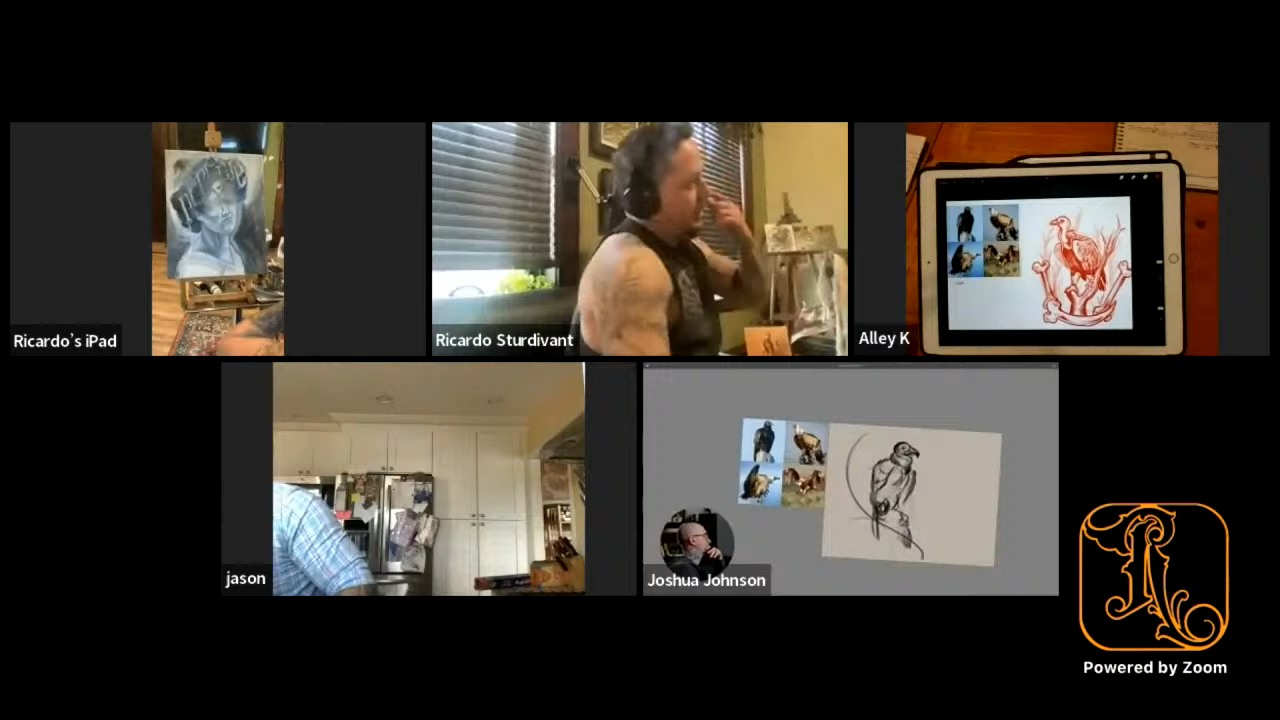 Ricardo's iPad
Ricardo Sturdivant
Alley K
jason
Joshua Johnson
Powered by Zoom